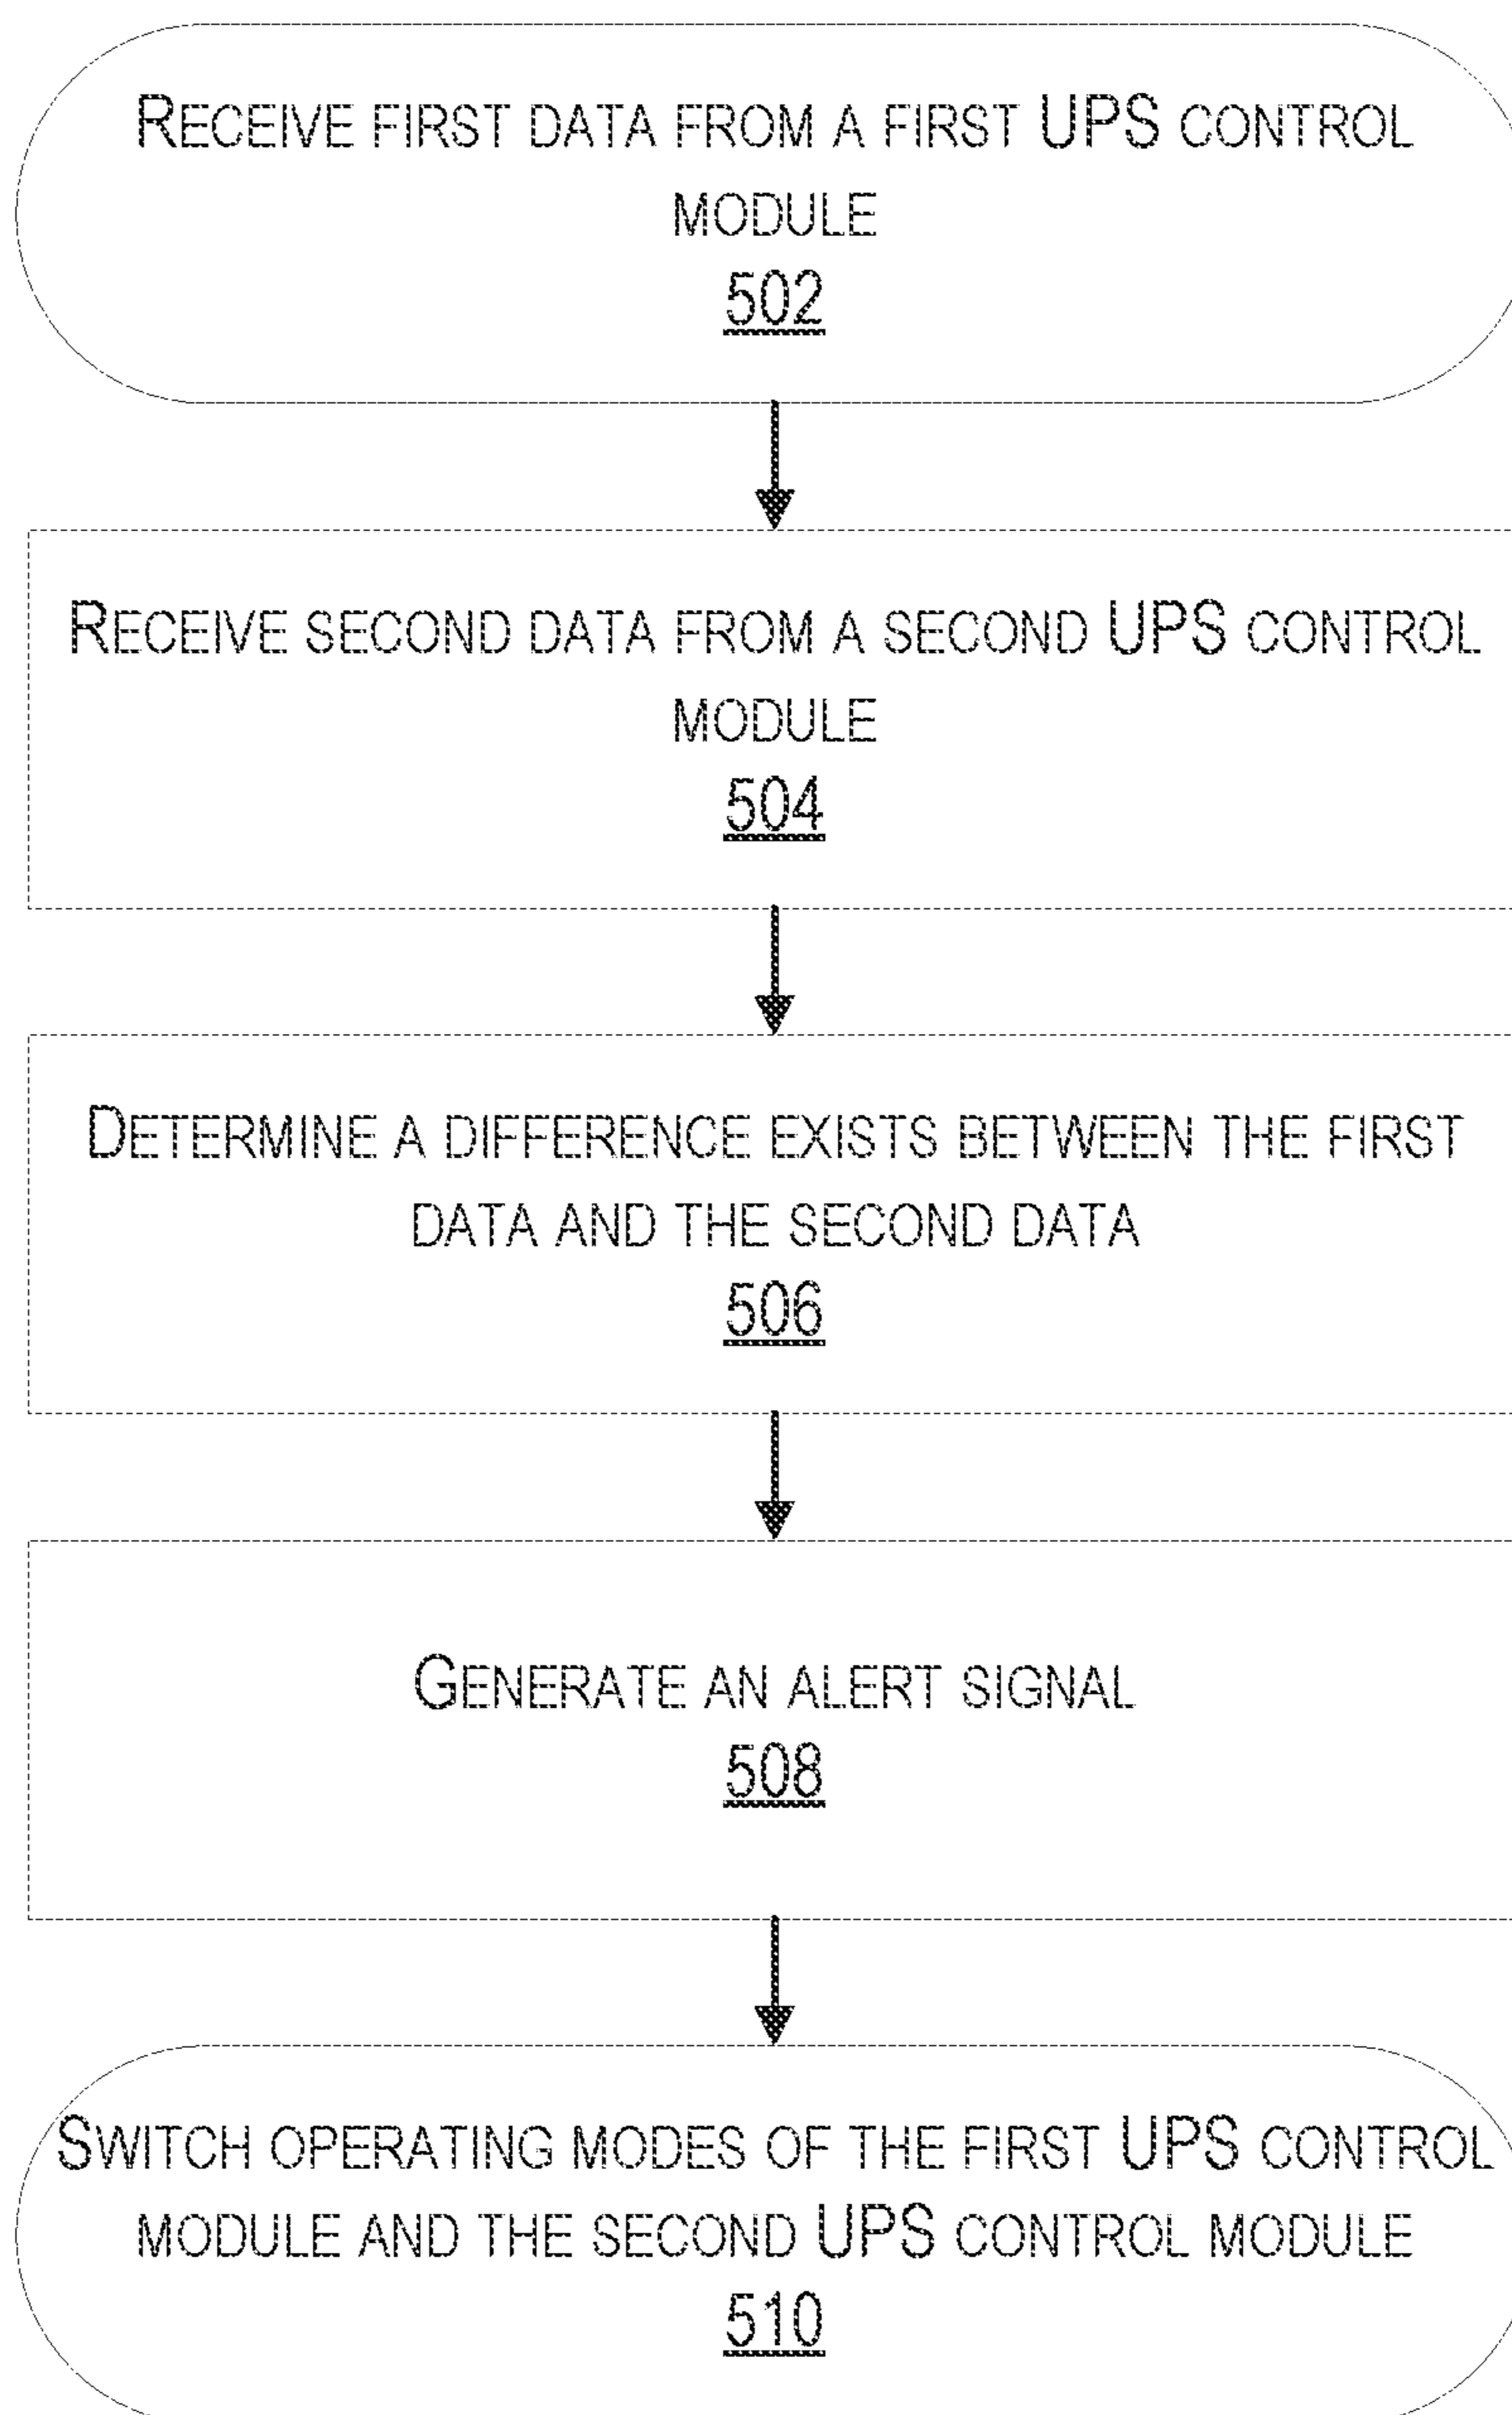 RECEIVE FIRST DATA FROM A FIRST UPS CONTROL
MODULE
502
RECEIVE SECOND DATA FROM A SECOND UPS CONTROL
MODULE
504
DETERMINE A DIFFERENCE EXISTS BETWEEN THE FIRST
DATA AND THE SECOND DATA
506
GENERATE AN ALERT SIGNAL
508
SWITCH OPERATING MODES OF THE FIRST UPS CONTROL
MODULE AND THE SECOND UPS CONTROL MODULE
510